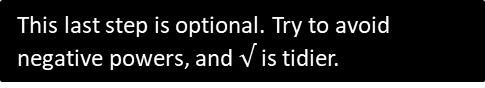 This last step is optional. Try to avoid
negative powers, and √ is tidier.